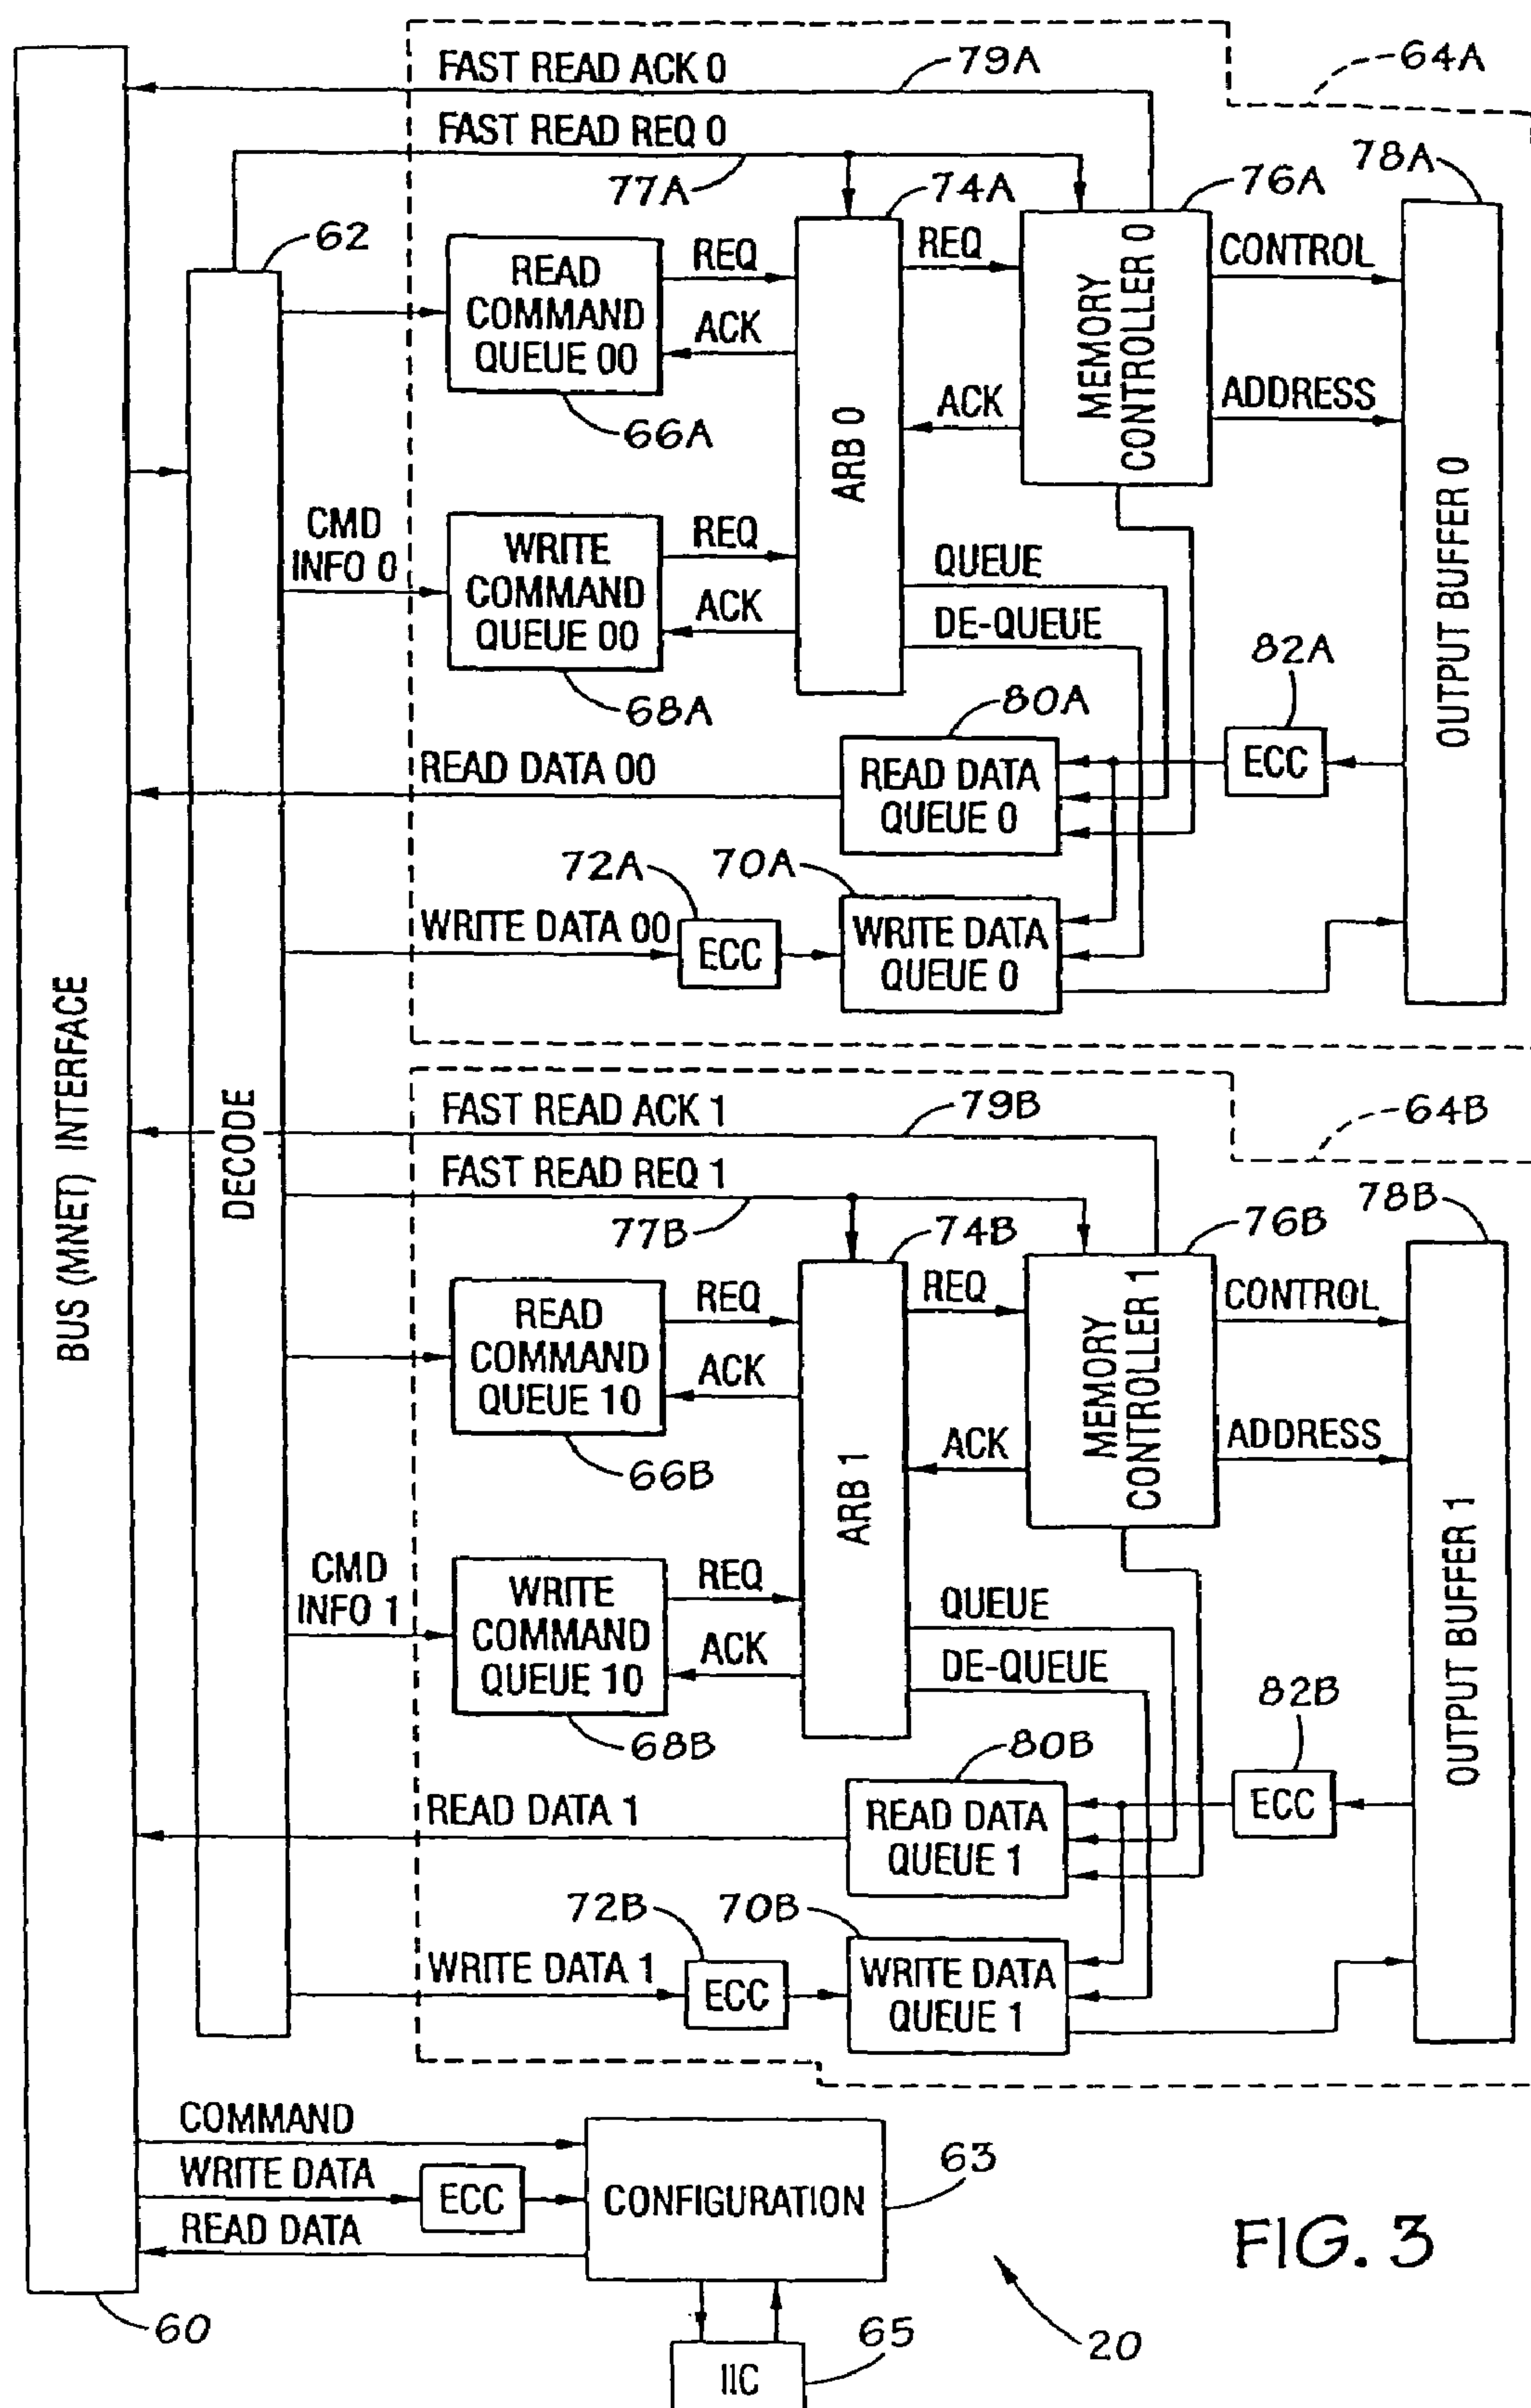 FAST READ ACK 0
79A
64A
FAST READ REQ 0
77A
78A
62
74A
76A
READ
COMMAND
QUEUE 00
REQ
ACK
66A
REQ
ACK
ARB 0
MEMORY
CONTROLLER 0
CONTROL
ADDRESS
OUTPUT BUFFER 0
CMD
INFO 0
WRITE
COMMAND
QUEUE 00
REQ
ACK
68A
QUEUE
DE-QUEUE
82A
ECC
80A
READ DATA 00
READ DATA
QUEUE 0
72A
70A
WRITE DATA 00
ECC
WRITE DATA
QUEUE 0
BUS (MNET) INTERFACE
DECODE
FAST READ ACK 1
79B
64B
FAST READ REQ 1
77B
78B
74B
76B
READ
COMMAND
QUEUE 10
REQ
ACK
66B
REQ
ACK
ARB 1
MEMORY
CONTROLLER 1
CONTROL
ADDRESS
OUTPUT BUFFER 1
CMD
INFO 1
WRITE
COMMAND
QUEUE 10
REQ
ACK
68B
QUEUE
DE-QUEUE
82B
ECC
80B
READ DATA 1
READ DATA
QUEUE 1
72B
70B
WRITE DATA 1
ECC
WRITE DATA
QUEUE 1
COMMAND
WRITE DATA
ECC
READ DATA
CONFIGURATION
63
60
65
IIC
20
FIG. 3